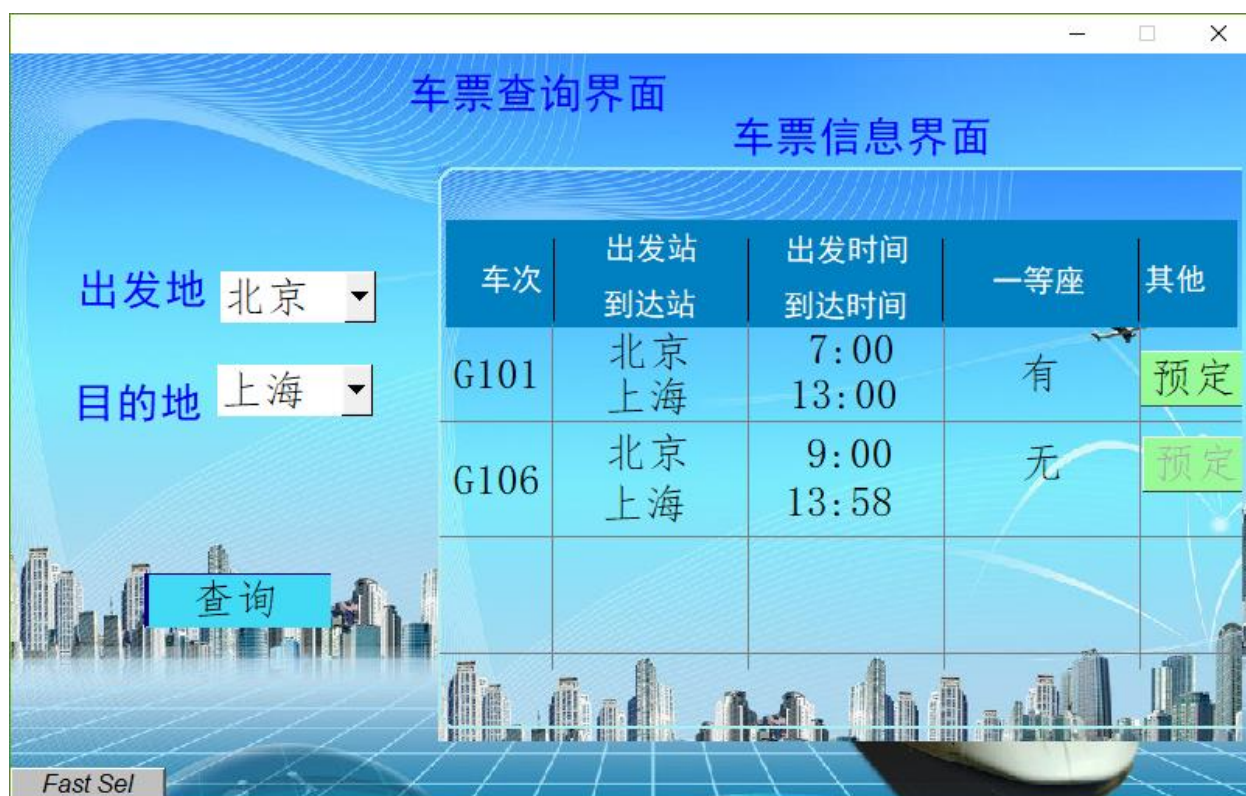 车票查询界面
车票信息界面
出发地 北京
目的地 上海
查询
车次 出发站 到达站 出发时间 到达时间 一等座 其他
G101 北京 上海 7:00 13:00 有 预定
G106 北京 上海 9:00 13:58 无 预定
Fast Sel